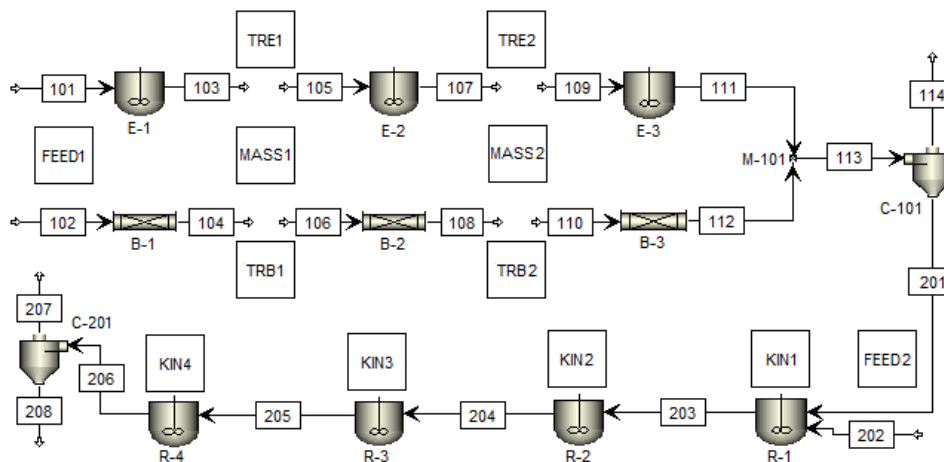 TRE1
TRE2
101
103
105
107
109
111
114
E-1
E-2
E-3
FEED1
MASS1
MASS2
M-101
113
C-101
102
104
106
108
110
112
B-1
B-2
B-3
TRB1
TRB2
201
207
C-201
KIN4
KIN3
KIN2
KIN1
FEED2
206
208
205
204
203
202
R-4
R-3
R-2
R-1